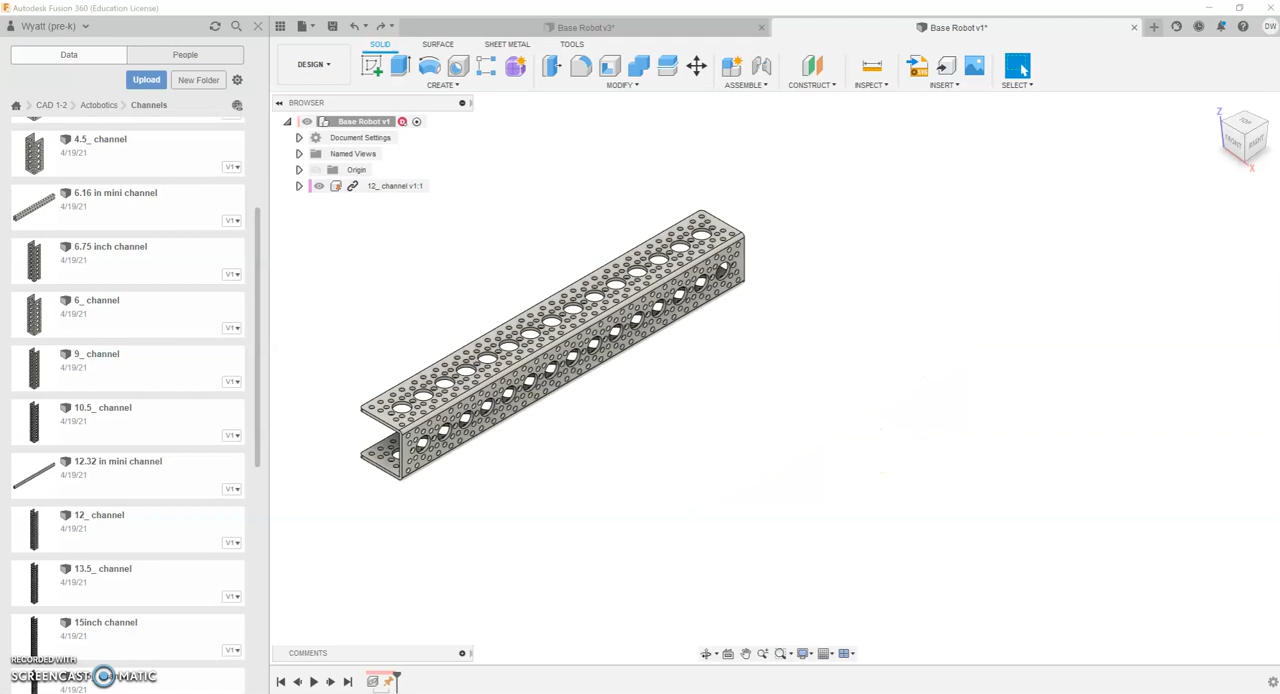 Autodesk Fusion 360 (Education License)
Wyatt (pre-k)
Base Robot v3*
Base Robot v1*
DW
Data
People
SOLID
SURFACE
SHEET METAL
TOOLS
DESIGN
Upload
New Folder
CREATE
MODIFY
ASSEMBLE
CONSTRUCT
INSPECT
INSERT
SELECT
CAD 1-2
Actobotics
Channels
BROWSER
Base Robot v1
Document Settings
Named Views
Origin
12_ channel v1:1
Z
TOP
FRONT
RIGHT
X
4.5_ channel
4/19/21
V1
6.16 in mini channel
4/19/21
V1
6.75 inch channel
4/19/21
V1
6_ channel
4/19/21
V1
9_ channel
4/19/21
V1
10.5_ channel
4/19/21
V1
12.32 in mini channel
4/19/21
V1
12_ channel
4/19/21
V1
13.5_ channel
4/19/21
V1
15inch channel
4/19/21
V1
COMMENTS
RECORDED WITH
SCREENCAST MATIC